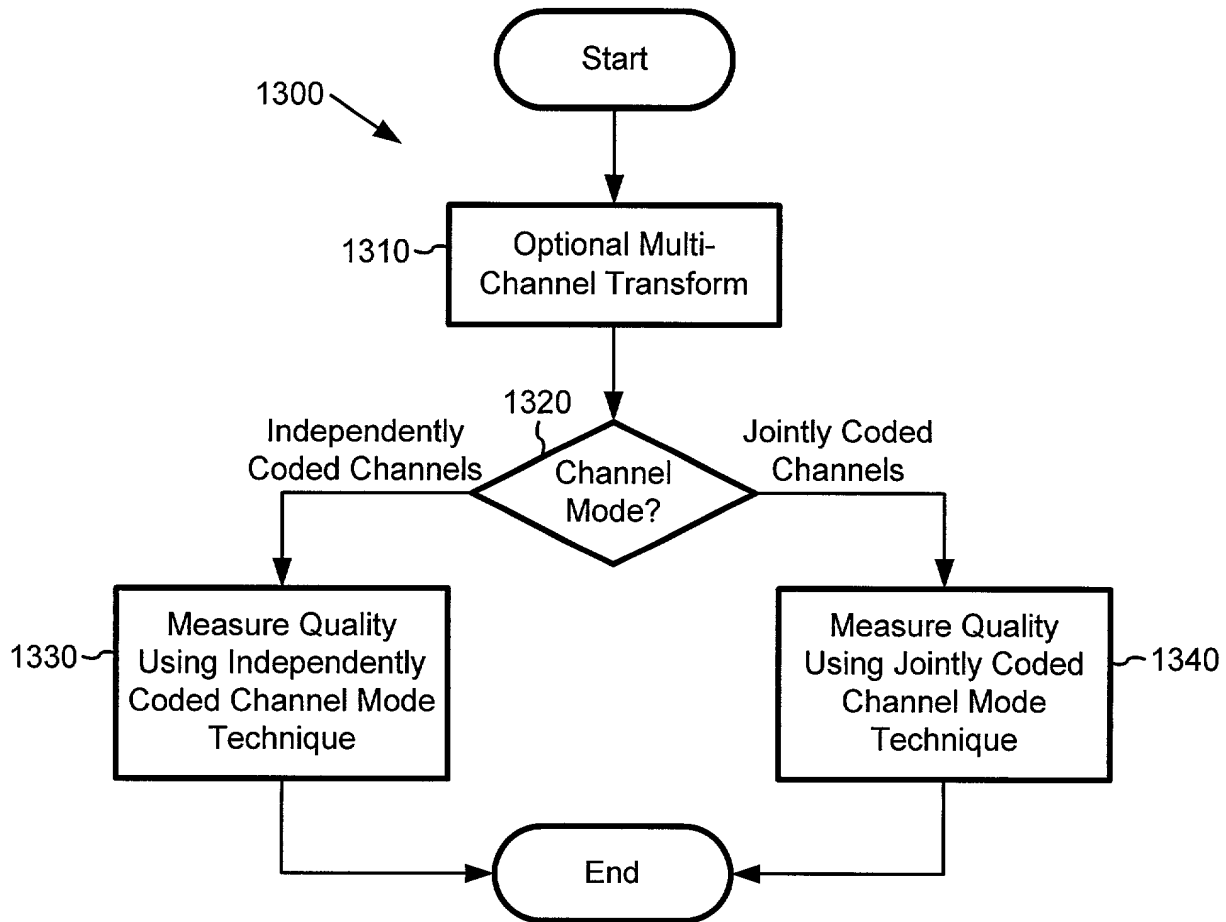 Start
1300
1310
Optional Multi-
Channel Transform
1320
Independently
Coded Channels
Channel
Mode?
Jointly Coded
Channels
1330
Measure Quality
Using Independently
Coded Channel Mode
Technique
Measure Quality
Using Jointly Coded
Channel Mode
Technique
1340
End